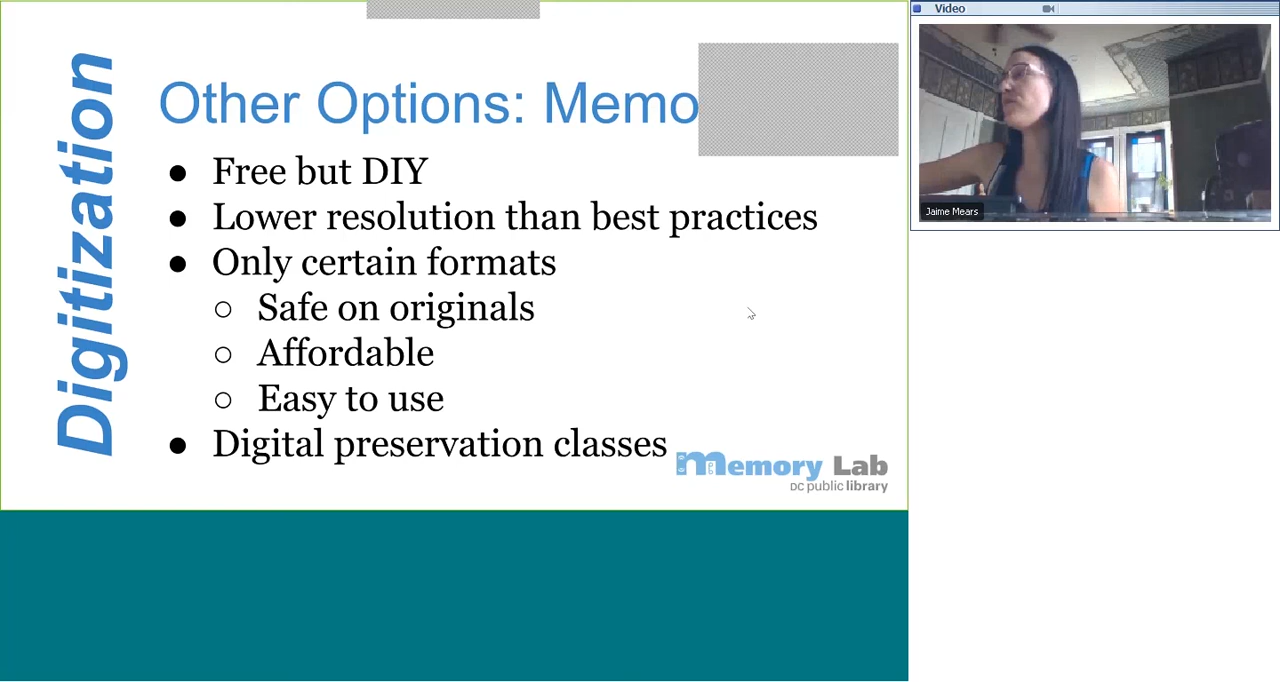 Digitization
Other Options: Memo
● Free but DIY
● Lower resolution than best practices
● Only certain formats
○ Safe on originals
○ Affordable
○ Easy to use
● Digital preservation classes
memory Lab
DC public library
Video
Jaime Mears